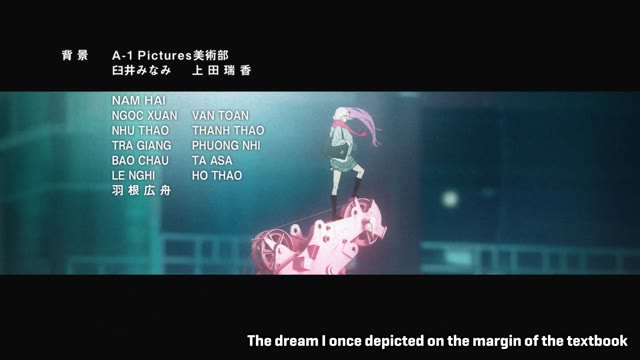 背景 A-1 Pictures美術部
臼井みなみ 上田瑞香
NAM HAI
NGOC XUAN VAN TOAN
NHU THAO THANH THAO
TRA GIANG PHUONG NHI
BAO CHAU TA ASA
LE NGHI HO THAO
羽根広舟
The dream I once depicted on the margin of the textbook